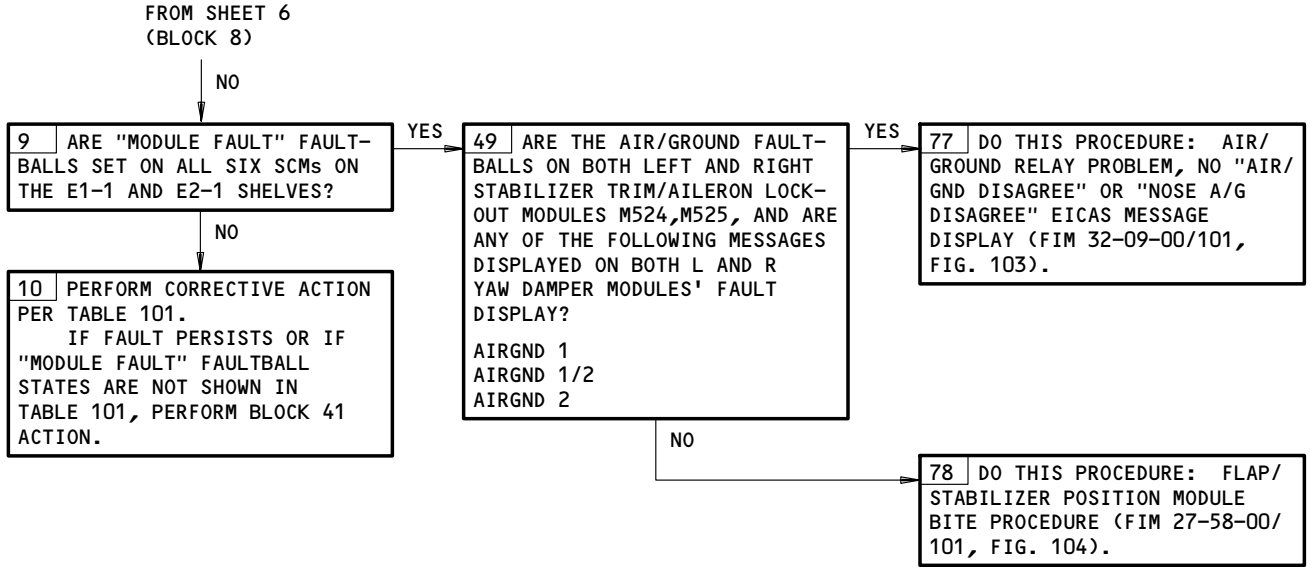 FROM SHEET 6
(BLOCK 8)
NO
9 ARE "MODULE FAULT" FAULT-
BALLS SET ON ALL SIX SCMs ON
THE E1-1 AND E2-1 SHELVES?
YES
NO
10 PERFORM CORRECTIVE ACTION
PER TABLE 101.
IF FAULT PERSISTS OR IF
"MODULE FAULT" FAULTBALL
STATES ARE NOT SHOWN IN
TABLE 101, PERFORM BLOCK 41
ACTION.
49 ARE THE AIR/GROUND FAULT-
BALLS ON BOTH LEFT AND RIGHT
STABILIZER TRIM/AILERON LOCK-
OUT MODULES M524,M525, AND ARE
ANY OF THE FOLLOWING MESSAGES
DISPLAYED ON BOTH L AND R
YAW DAMPER MODULES' FAULT
DISPLAY?
AIRGND 1
AIRGND 1/2
AIRGND 2
YES
NO
77 DO THIS PROCEDURE: AIR/
GROUND RELAY PROBLEM, NO "AIR/
GND DISAGREE" OR "NOSE A/G
DISAGREE" EICAS MESSAGE
DISPLAY (FIM 32-09-00/101,
FIG. 103).
78 DO THIS PROCEDURE: FLAP/
STABILIZER POSITION MODULE
BITE PROCEDURE (FIM 27-58-00/
101, FIG. 104).